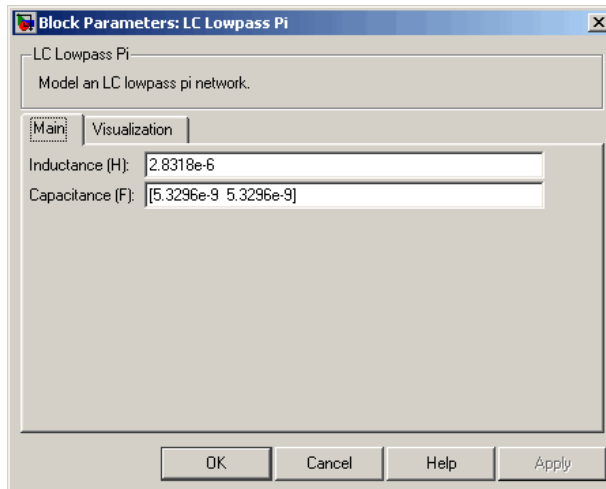 Block Parameters: LC Lowpass Pi
LC Lowpass Pi
Model an LC lowpass pi network.
Main Visualization
Inductance (H): 2.8318e-6
Capacitance (F): [5.3296e-9 5.3296e-9]
OK Cancel Help Apply